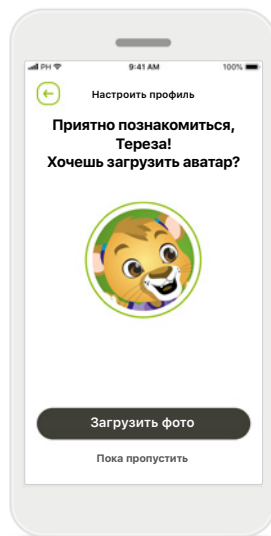 PH 9:41 AM 100%
Настроить профиль
Приятно познакомиться,
Тереза!
Хочешь загрузить аватар?
Загрузить фото
Пока пропустить